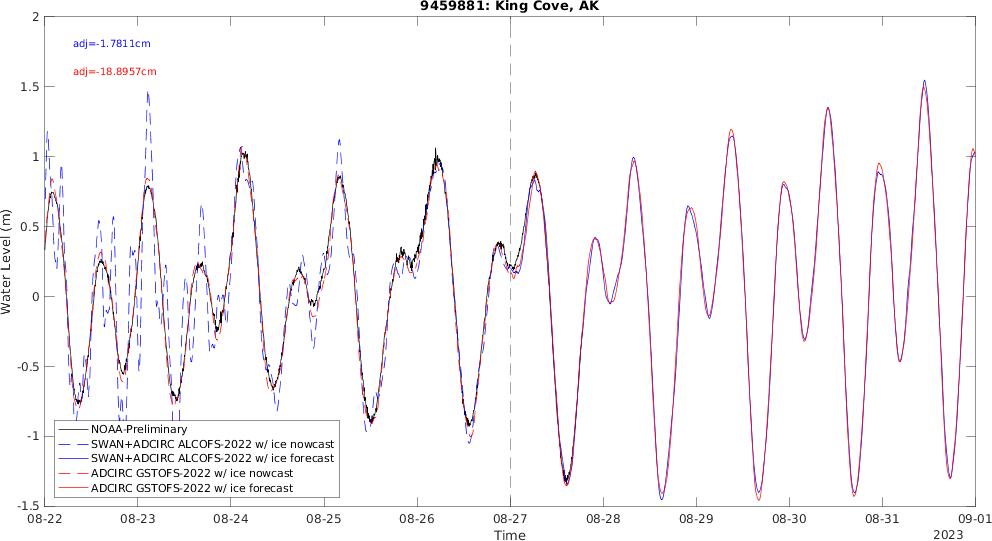 9459881: King Cove, AK
adj=-1.7811cm
adj=-18.8957cm
Water Level (m)
2
1.5
1
0.5
0
-0.5
-1
-1.5
NOAA-Preliminary
SWAN+ADCIRC ALCOFS-2022 w/ ice nowcast
SWAN+ADCIRC ALCOFS-2022 w/ ice forecast
ADCIRC GSTOFS-2022 w/ ice nowcast
ADCIRC GSTOFS-2022 w/ ice forecast
08-22 08-23 08-24 08-25 08-26 08-27 08-28 08-29 08-30 08-31 09-01
Time
2023